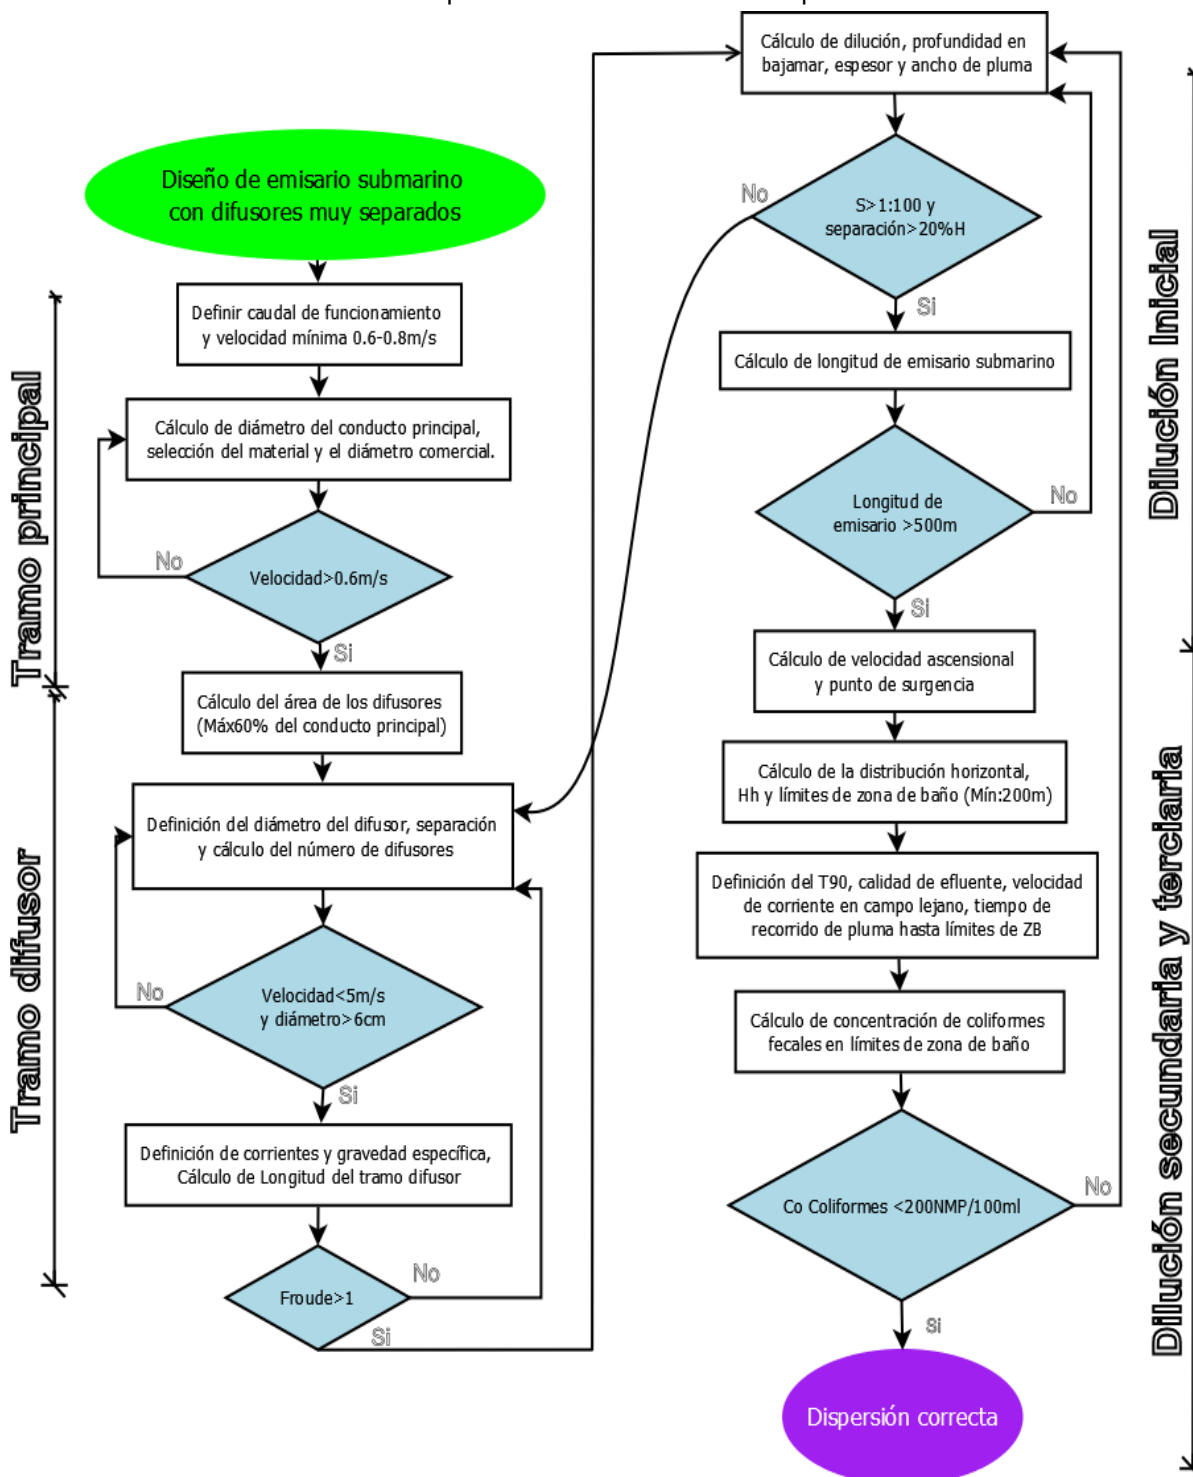 Diseño de emisario submarino
con difusores muy separados
Tramo principal
Definir caudal de funcionamiento
y velocidad mínima 0.6-0.8m/s
Cálculo de diámetro del conducto principal,
selección del material y el diámetro comercial.
No
Velocidad>0.6m/s
Si
Tramo difusor
Cálculo del área de los difusores
(Máx60% del conducto principal)
Definición del diámetro del difusor, separación
y cálculo del número de difusores
No
Velocidad<5m/s
y diámetro>6cm
Si
Definición de corrientes y gravedad específica,
Cálculo de Longitud del tramo difusor
No
Froude>1
Si
Dilución Inicial
Cálculo de dilución, profundidad en
bajamar, espesor y ancho de pluma
No
S>1:100 y
separación>20%H
Si
Cálculo de longitud de emisario submarino
Longitud de
emisario >500m
No
Si
Dilución secundaria y terciaria
Cálculo de velocidad ascensional
y punto de surgencia
Cálculo de la distribución horizontal,
Hh y límites de zona de baño (Mín:200m)
Definición del T90, calidad de efluente, velocidad
de corriente en campo lejano, tiempo de
recorrido de pluma hasta límites de ZB
Cálculo de concentración de coliformes
fecales en límites de zona de baño
Co Coliformes <200NMP/100ml
No
Si
Dispersión correcta